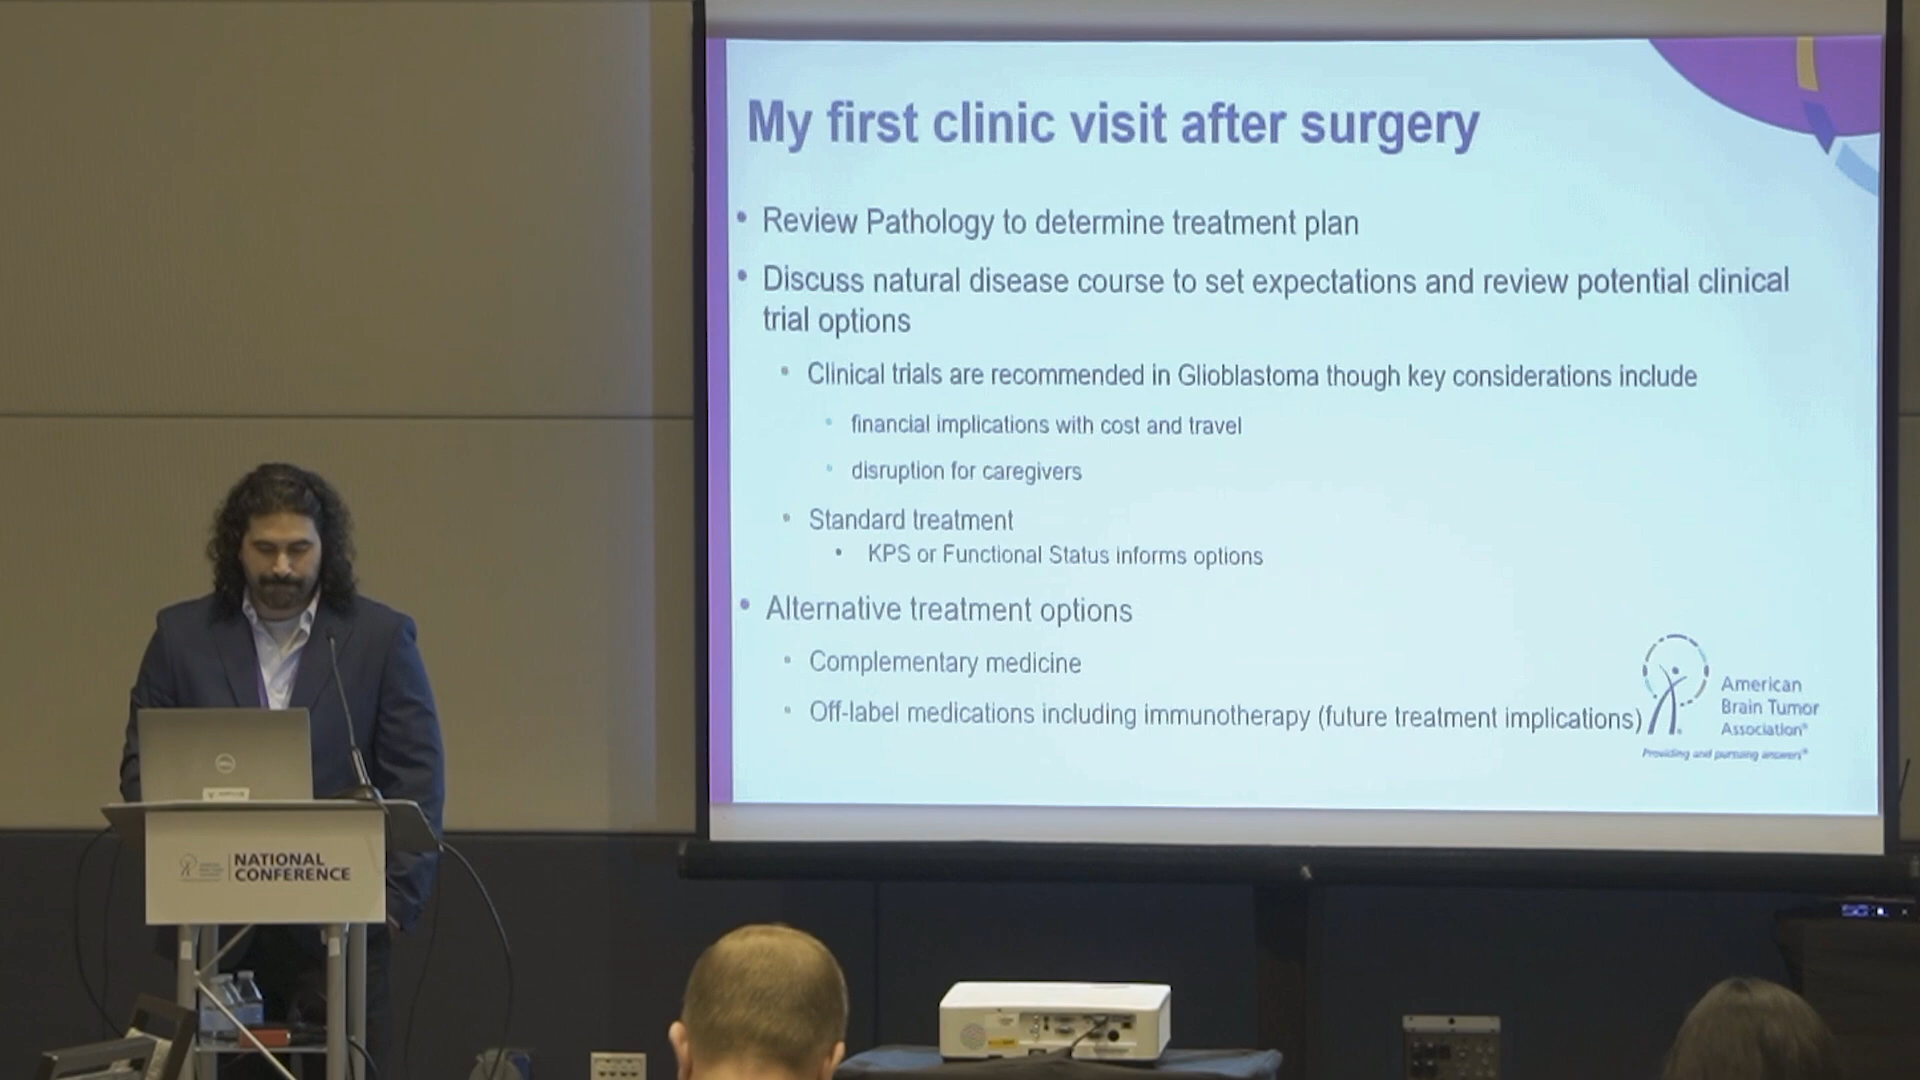 My first clinic visit after surgery
• Review Pathology to determine treatment plan
• Discuss natural disease course to set expectations and review potential clinical
trial options
• Clinical trials are recommended in Glioblastoma though key considerations include
• financial implications with cost and travel
• disruption for caregivers
• Standard treatment
• KPS or Functional Status informs options
• Alternative treatment options
• Complementary medicine
• Off-label medications including immunotherapy (future treatment implications)
American
Brain Tumor
Association®
Providing and pursuing answers®
DELL
NATIONAL
CONFERENCE